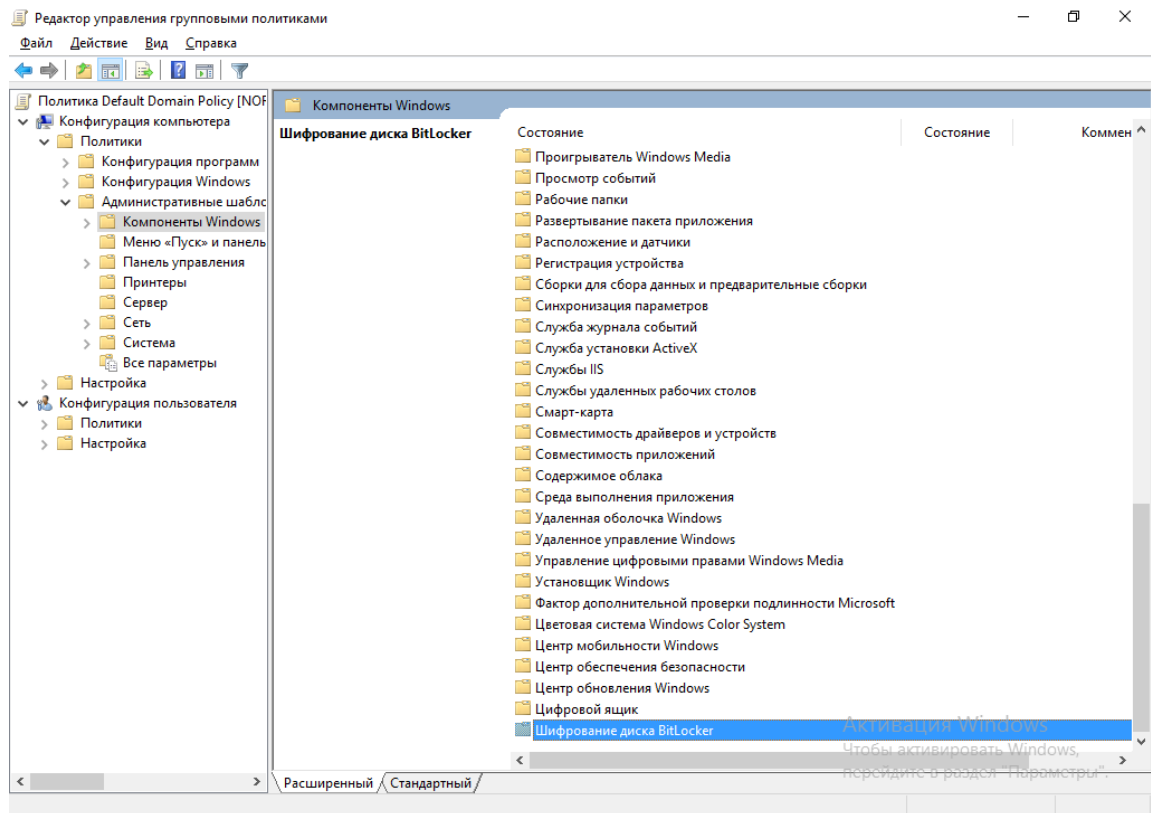 Редактор управления групповыми политиками
Файл Действие Вид Справка
Политика Default Domain Policy [NOF
Конфигурация компьютера
Политики
Конфигурация программ
Конфигурация Windows
Административные шабло
Компоненты Windows
Меню «Пуск» и панель
Панель управления
Принтеры
Сервер
Сеть
Система
Все параметры
Настройка
Конфигурация пользователя
Политики
Настройка
Компоненты Windows
Шифрование диска BitLocker
Состояние Состояние Коммен
Проигрыватель Windows Media
Просмотр событий
Рабочие папки
Развертывание пакета приложения
Расположение и датчики
Регистрация устройства
Сборки для сбора данных и предварительные сборки
Синхронизация параметров
Служба журнала событий
Служба установки ActiveX
Службы IIS
Службы удаленных рабочих столов
Смарт-карта
Совместимость драйверов и устройств
Совместимость приложений
Содержимое облака
Среда выполнения приложения
Удаленная оболочка Windows
Удаленное управление Windows
Управление цифровыми правами Windows Media
Установщик Windows
Фактор дополнительной проверки подлинности Microsoft
Цветовая система Windows Color System
Центр мобильности Windows
Центр обеспечения безопасности
Центр обновления Windows
Цифровой ящик
Шифрование диска BitLocker
Активация Windows
Чтобы активировать Windows,
перейдите в раздел "Параметры".
Расширенный Стандартный